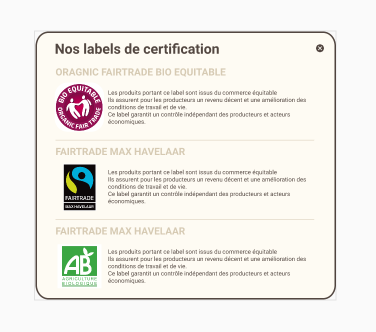 Nos labels de certification
ORAGNIC FAIRTRADE BIO EQUITABLE
BIO EQUITABLE
ORGANIC FAIR TRADE
Les produits portant ce label sont issus du commerce équitable
Ils assurent pour les producteurs un revenu décent et une amélioration des
conditions de travail et de vie.
Ce label garantit un contrôle indépendant des producteurs et acteurs
économiques.
FAIRTRADE MAX HAVELAAR
FAIRTRADE
MAX HAVELAAR
Les produits portant ce label sont issus du commerce équitable
Ils assurent pour les producteurs un revenu décent et une amélioration des
conditions de travail et de vie.
Ce label garantit un contrôle indépendant des producteurs et acteurs
économiques.
FAIRTRADE MAX HAVELAAR
AB
AGRICULTURE
BIOLOGIQUE
Les produits portant ce label sont issus du commerce équitable
Ils assurent pour les producteurs un revenu décent et une amélioration des
conditions de travail et de vie.
Ce label garantit un contrôle indépendant des producteurs et acteurs
économiques.